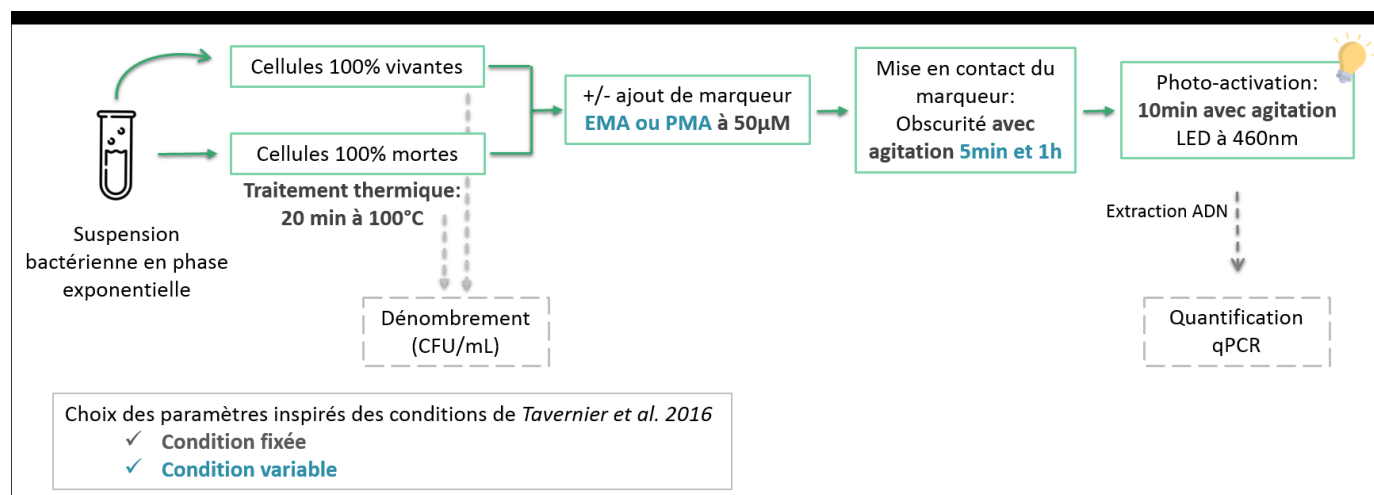 Cellules 100% vivantes
Cellules 100% mortes
Traitement thermique:
20 min à 100°C
Suspension
bactérienne en phase
exponentielle
Dénombrement
(CFU/mL)
+/- ajout de marqueur
EMA ou PMA à 50µM
Mise en contact du
marqueur:
Obscurité avec
agitation 5min et 1h
Photo-activation:
10min avec agitation
LED à 460nm
Extraction ADN
Quantification
qPCR
Choix des paramètres inspirés des conditions de Tavernier et al. 2016
✓ Condition fixée
✓ Condition variable